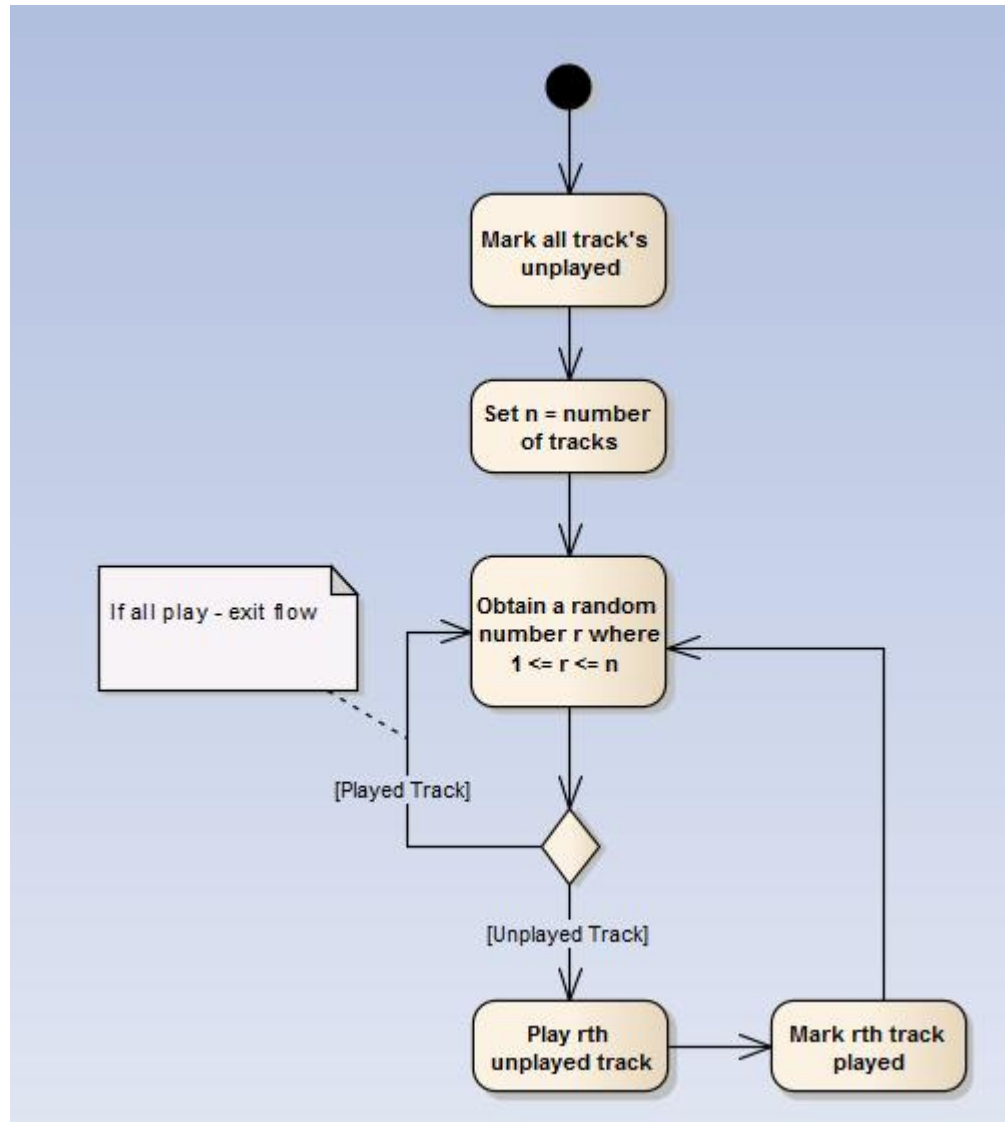 Mark all track's
unplayed
Set n = number
of tracks
If all play - exit flow
Obtain a random
number r where
1 <= r <= n
[Played Track]
[Unplayed Track]
Play rth
unplayed track
Mark rth track
played